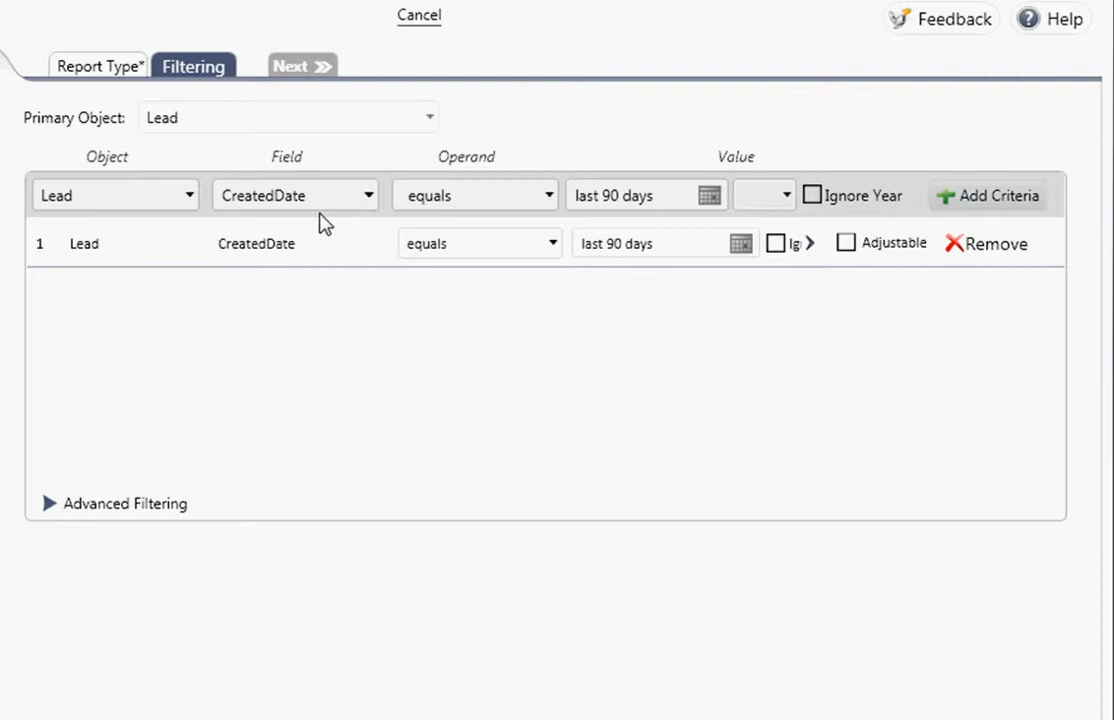 Cancel
Feedback
Help
Report Type*
Filtering
Next
Primary Object: Lead
Object Field Operand Value
Lead CreatedDate equals last 90 days Ignore Year Add Criteria
1 Lead CreatedDate equals last 90 days Ig Adjustable Remove
Advanced Filtering